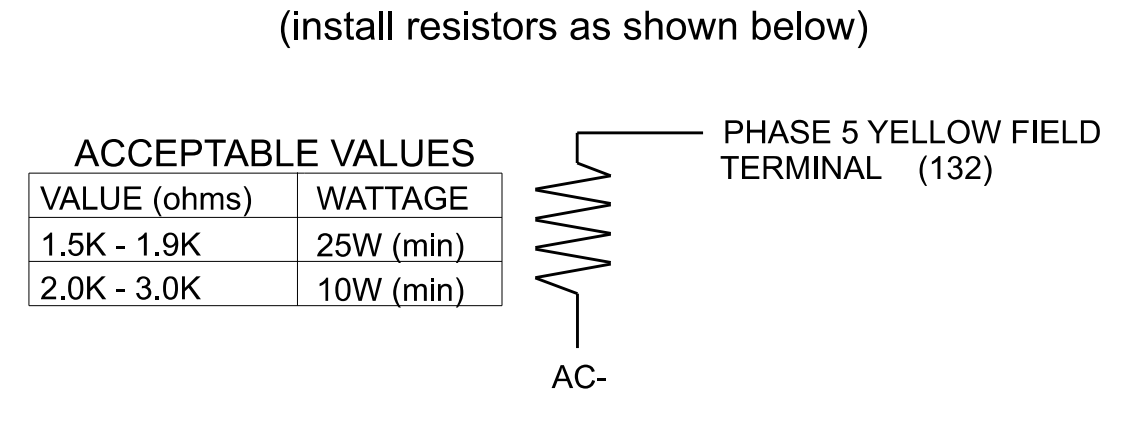 (install resistors as shown below)
ACCEPTABLE VALUES
VALUE (ohms) WATTAGE
1.5K - 1.9K 25W (min)
2.0K - 3.0K 10W (min)
PHASE 5 YELLOW FIELD
TERMINAL (132)
AC-